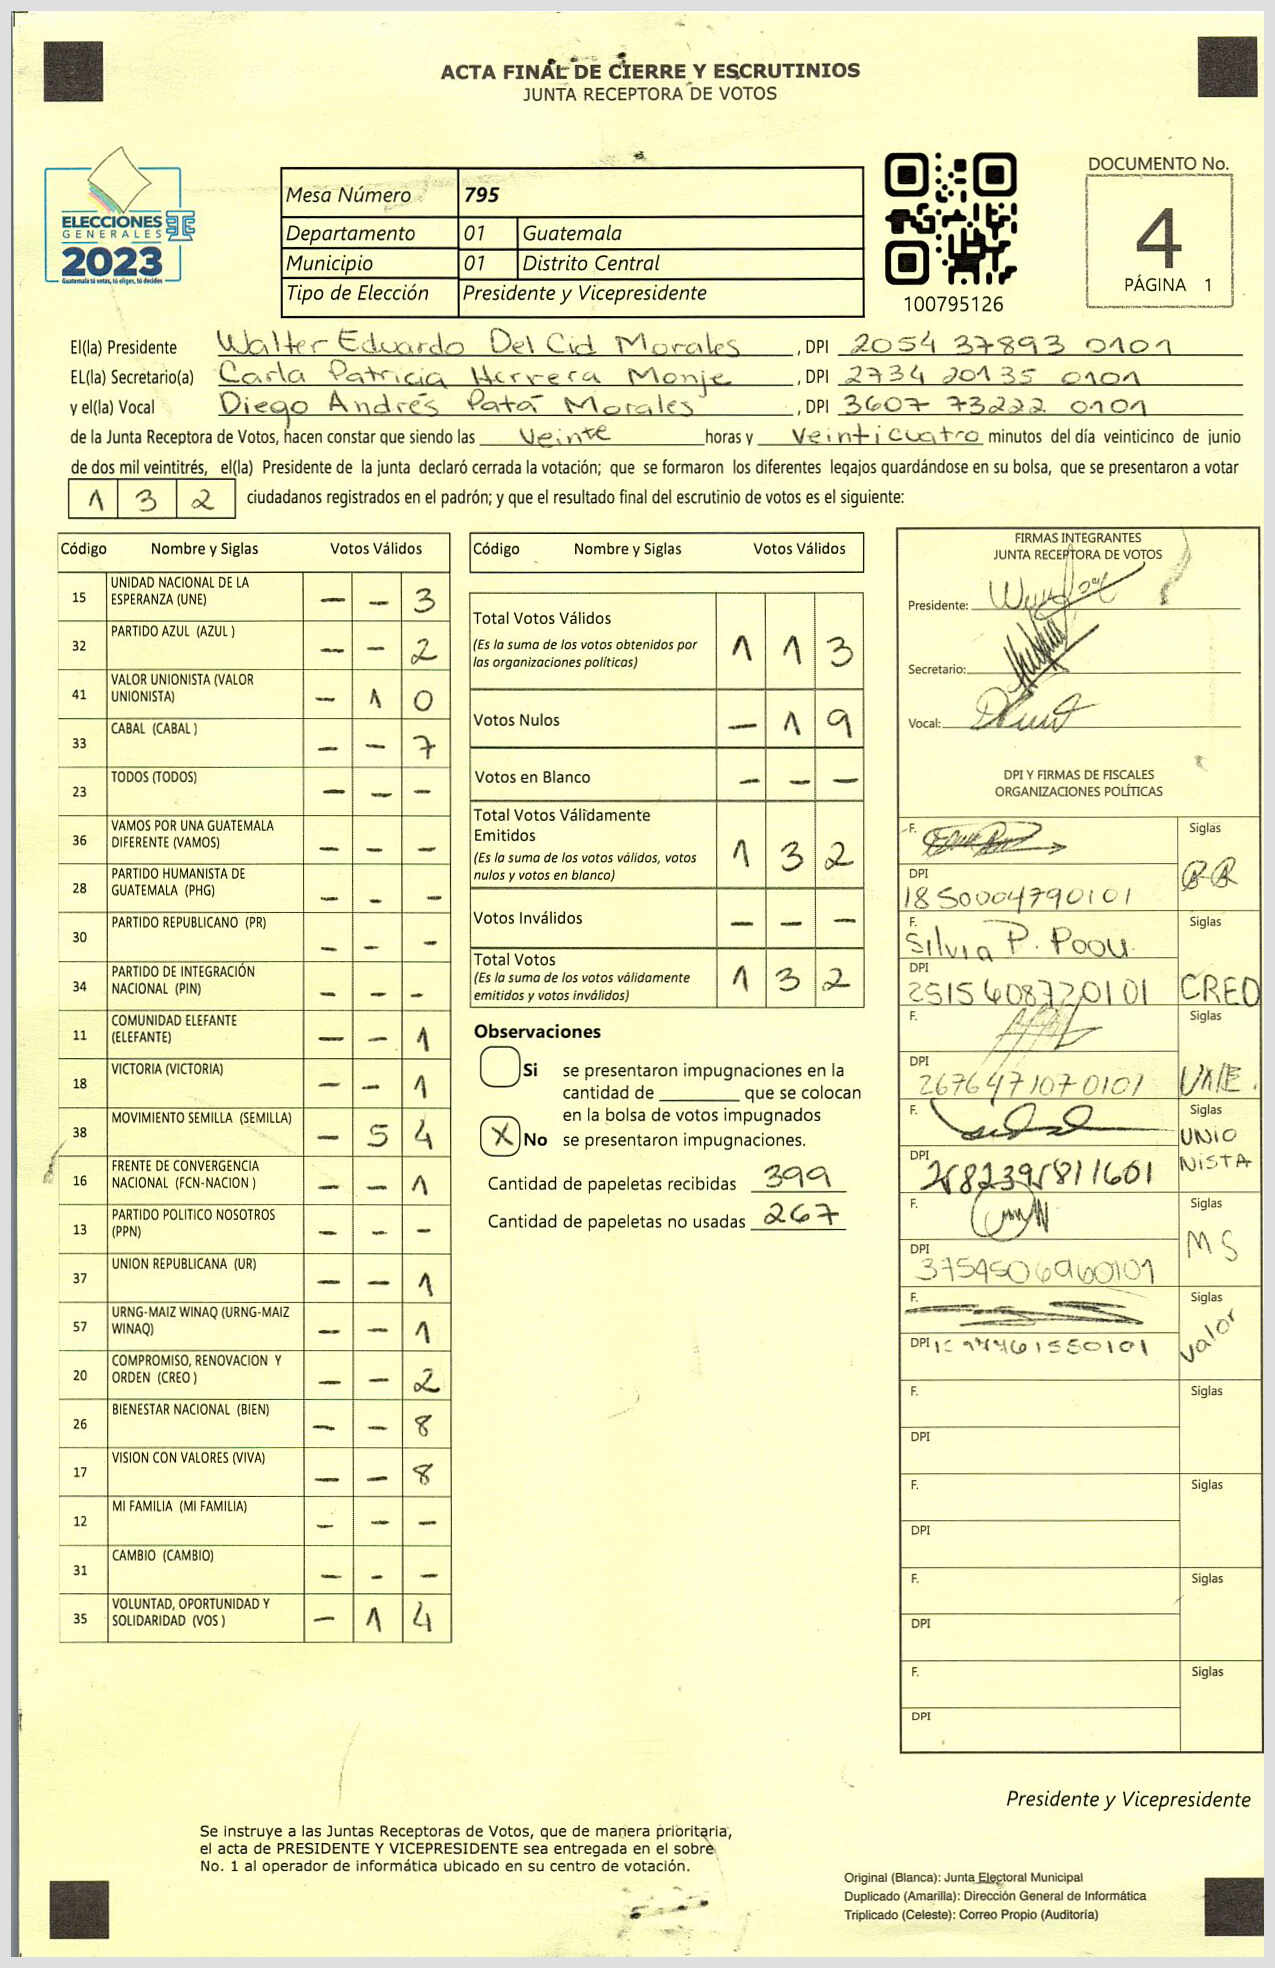 ACTA FINAL DE CIERRE Y ESCRUTINIOS
JUNTA RECEPTORA DE VOTOS
ELECCIONES
GENERALES
2023
Guatemala tú votas, tú eliges, tú decides
Mesa Número 795
Departamento 01 Guatemala
Municipio 01 Distrito Central
Tipo de Elección Presidente y Vicepresidente
100795126
DOCUMENTO No.
4
PÁGINA 1
El(la) Presidente Walter Eduardo Del Cid Morales, DPI 2054 37893 0101
EL(la) Secretario(a) Carla Patricia Herrera Monje, DPI 2734 20135 0101
y el(la) Vocal Diego Andrés Patá Morales, DPI 3607 73222 0101
de la Junta Receptora de Votos, hacen constar que siendo las Veinte horas y Veinticuatro minutos del día veinticinco de junio
de dos mil veintitrés, el(la) Presidente de la junta declaró cerrada la votación; que se formaron los diferentes legajos guardándose en su bolsa, que se presentaron a votar
1 3 2 ciudadanos registrados en el padrón; y que el resultado final del escrutinio de votos es el siguiente:
Código Nombre y Siglas Votos Válidos
15 UNIDAD NACIONAL DE LA
ESPERANZA (UNE) - - 3
32 PARTIDO AZUL (AZUL ) - - 2
41 VALOR UNIONISTA (VALOR
UNIONISTA) - 1 0
33 CABAL (CABAL ) - - 7
23 TODOS (TODOS) - - -
36 VAMOS POR UNA GUATEMALA
DIFERENTE (VAMOS) - - -
28 PARTIDO HUMANISTA DE
GUATEMALA (PHG) - - -
30 PARTIDO REPUBLICANO (PR) - - -
34 PARTIDO DE INTEGRACIÓN
NACIONAL (PIN) - - -
11 COMUNIDAD ELEFANTE
(ELEFANTE) - - 1
18 VICTORIA (VICTORIA) - - 1
38 MOVIMIENTO SEMILLA (SEMILLA) - 5 4
16 FRENTE DE CONVERGENCIA
NACIONAL (FCN-NACION ) - - 1
13 PARTIDO POLITICO NOSOTROS
(PPN) - - -
37 UNION REPUBLICANA (UR) - - 1
57 URNG-MAIZ WINAQ (URNG-MAIZ
WINAQ) - - 1
20 COMPROMISO, RENOVACION Y
ORDEN (CREO ) - - 2
26 BIENESTAR NACIONAL (BIEN) - - 8
17 VISION CON VALORES (VIVA) - - 8
12 MI FAMILIA (MI FAMILIA) - - -
31 CAMBIO (CAMBIO) - - -
35 VOLUNTAD, OPORTUNIDAD Y
SOLIDARIDAD (VOS ) - 1 4
Código Nombre y Siglas Votos Válidos
Total Votos Válidos 1 1 3
(Es la suma de los votos obtenidos por
las organizaciones políticas)
Votos Nulos - 1 9
Votos en Blanco - - -
Total Votos Válidamente
Emitidos 1 3 2
(Es la suma de los votos válidos, votos
nulos y votos en blanco)
Votos Inválidos - - -
Total Votos 1 3 2
(Es la suma de los votos válidamente
emitidos y votos inválidos)
Observaciones
Si se presentaron impugnaciones en la
cantidad de ________ que se colocan
en la bolsa de votos impugnados
X No se presentaron impugnaciones.
Cantidad de papeletas recibidas 399
Cantidad de papeletas no usadas 267
FIRMAS INTEGRANTES
JUNTA RECEPTORA DE VOTOS
Presidente:
Secretario:
Vocal:
DPI Y FIRMAS DE FISCALES
ORGANIZACIONES POLÍTICAS
F. Siglas
DPI
1850004790101
F. Silvia P. Poou. Siglas
DPI
2515608720101 CREO
F. Siglas
DPI
2676471070101 UNE.
F. Siglas
UNIO
NISTA
DPI
2582395811601
F. Siglas
MS
DPI
3754506960101
F. Siglas
Valor
DPI
F. Siglas
DPI
F. Siglas
DPI
F. Siglas
DPI
F. Siglas
DPI
Presidente y Vicepresidente
Se instruye a las Juntas Receptoras de Votos, que de manera prioritaria,
el acta de PRESIDENTE Y VICEPRESIDENTE sea entregada en el sobre
No. 1 al operador de informática ubicado en su centro de votación.
Original (Blanca): Junta Electoral Municipal
Duplicado (Amarilla): Dirección General de Informática
Triplicado (Celeste): Correo Propio (Auditoría)